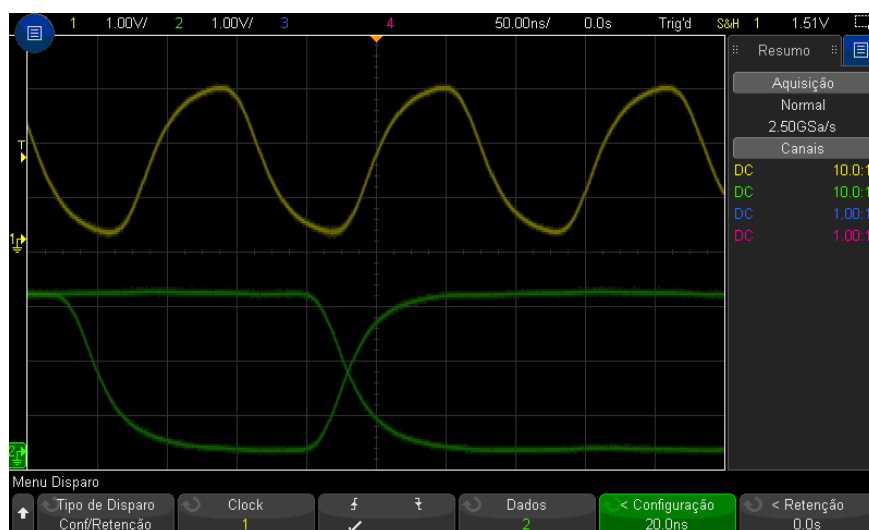 1 1.00V/ 2 1.00V/ 3 4 50.00ns/ 0.0s Trig'd S&H 1 1.51V
Resumo
Aquisição
Normal
2.50GSa/s
Canais
DC 10.0:1
DC 10.0:1
DC 1.00:1
DC 1.00:1
T
1
2
Menu Disparo
Tipo de Disparo Clock Dados < Configuração < Retenção
Conf/Retenção 1 2 20.0ns 0.0s